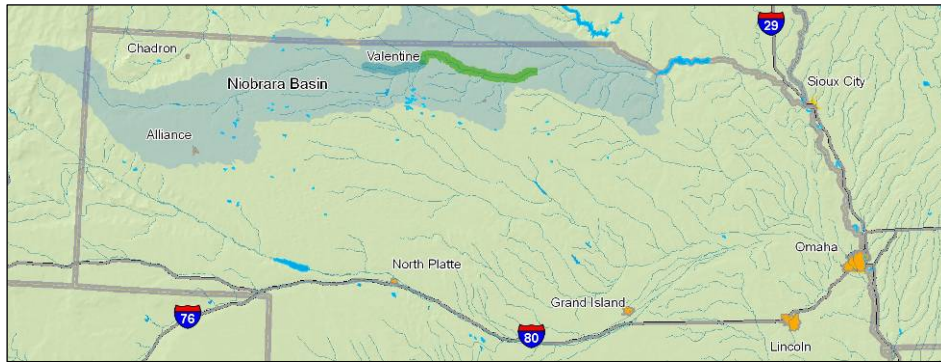 29
Chadron
Valentine
Niobrara Basin
Sioux City
Alliance
Omaha
North Platte
Grand Island
76
80
Lincoln